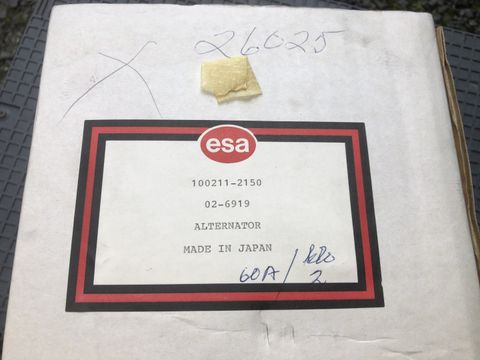 26025
esa
100211-2150
02-6919
ALTERNATOR
MADE IN JAPAN
60A/
2